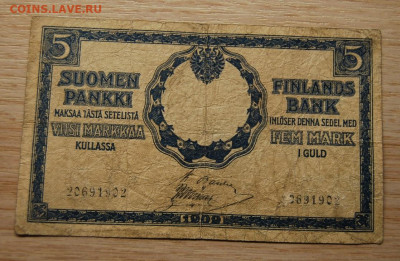 COINS.LAVE.RU
5 5
SUOMEN
PANKKI
MAKSAA TÄSTÄ SETELISTÄ
VIISI MARKKAA
KULLASSA
20691902
FINLANDS
BANK
INLÖSER DENNA SEDEL MED
FEM MARK
I GULD
20691902
1909